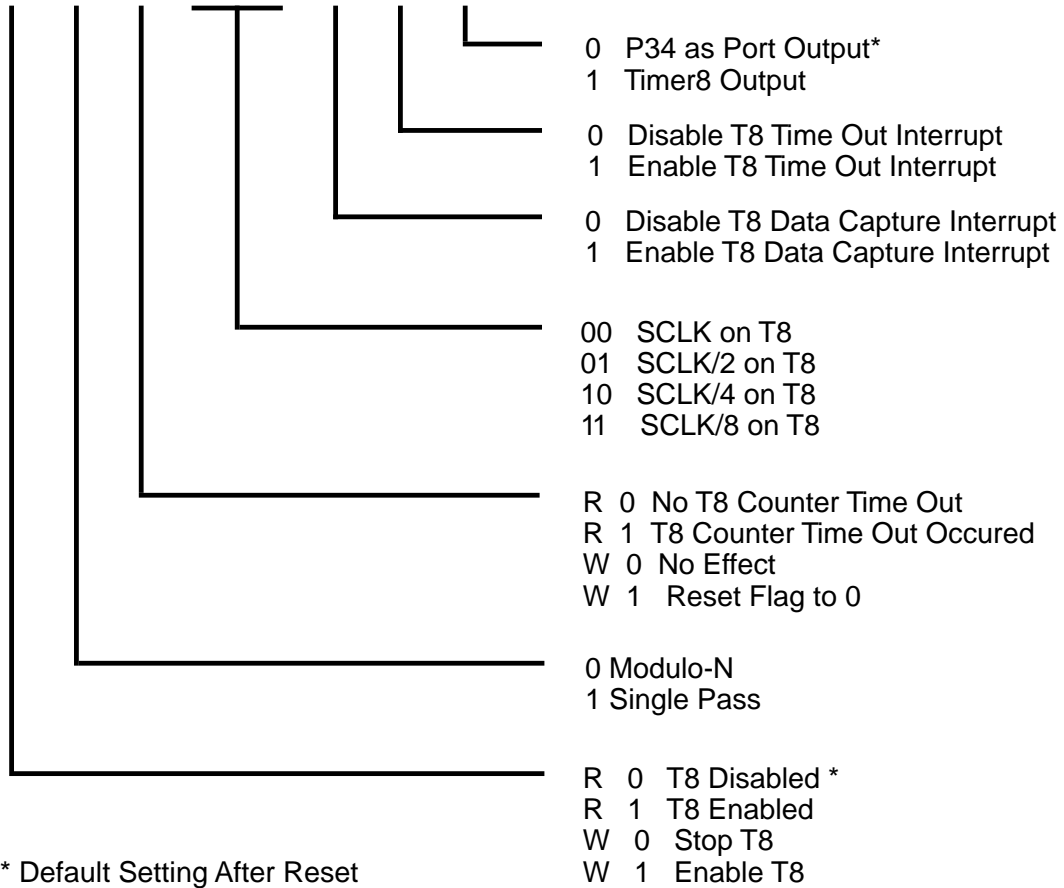 0 P34 as Port Output*
1 Timer8 Output
0 Disable T8 Time Out Interrupt
1 Enable T8 Time Out Interrupt
0 Disable T8 Data Capture Interrupt
1 Enable T8 Data Capture Interrupt
00 SCLK on T8
01 SCLK/2 on T8
10 SCLK/4 on T8
11 SCLK/8 on T8
R 0 No T8 Counter Time Out
R 1 T8 Counter Time Out Occured
W 0 No Effect
W 1 Reset Flag to 0
0 Modulo-N
1 Single Pass
R 0 T8 Disabled *
R 1 T8 Enabled
W 0 Stop T8
W 1 Enable T8
* Default Setting After Reset